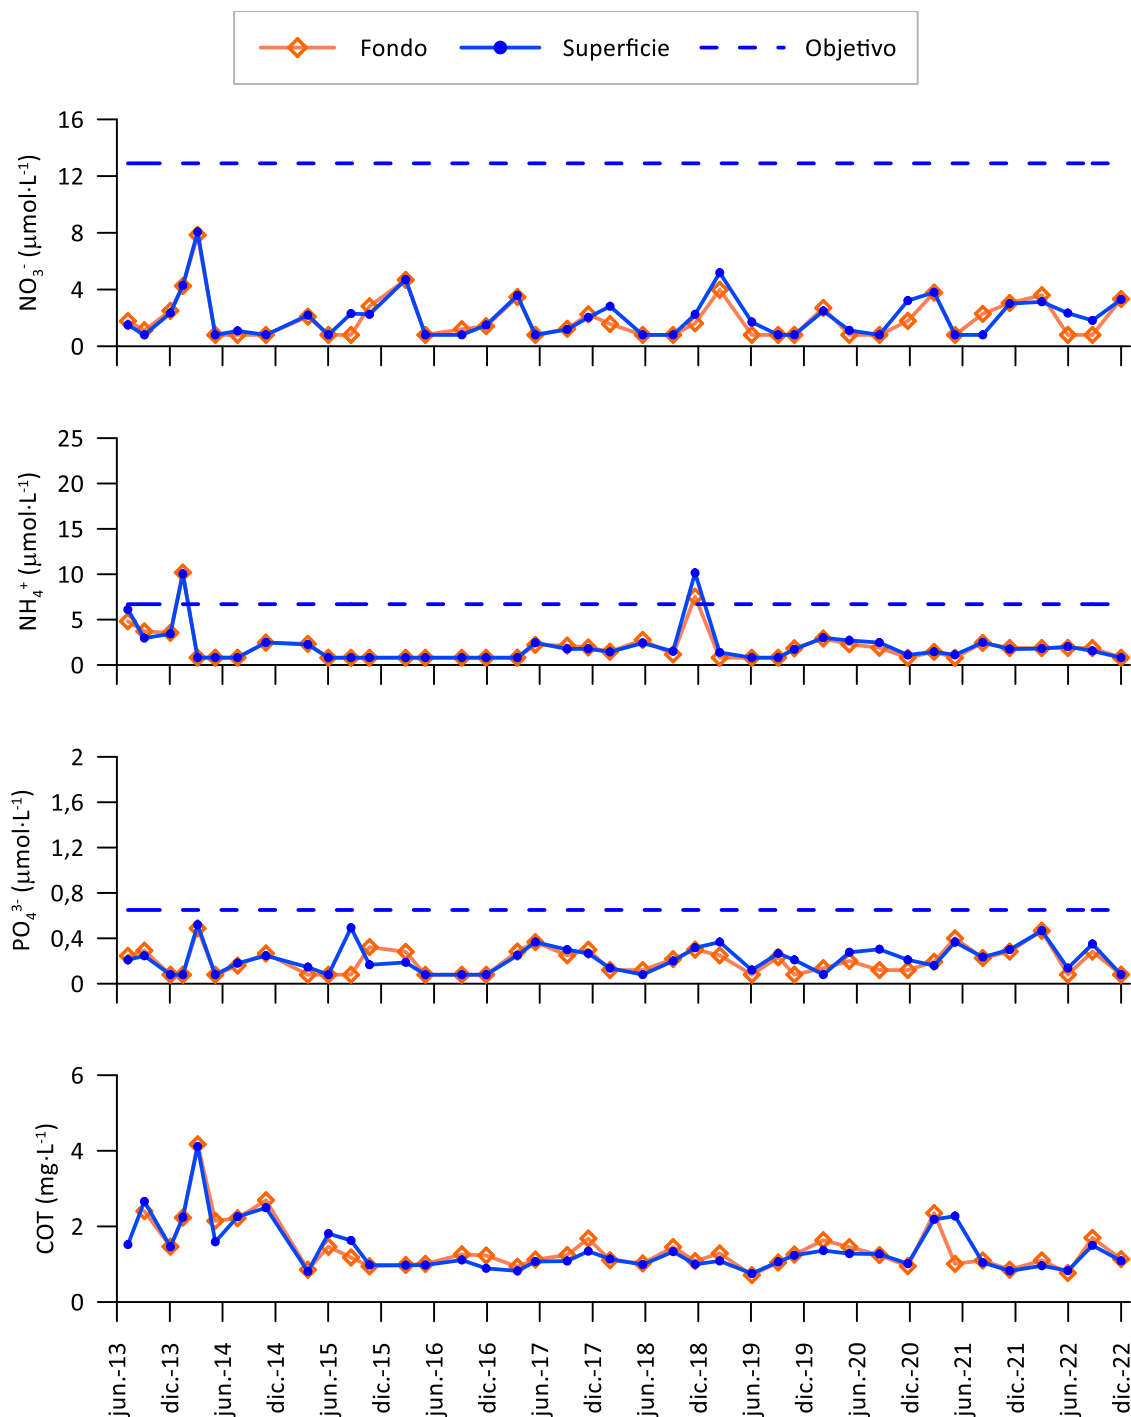 Fondo Superficie Objetivo
NO₃⁻ (µmol·L⁻¹)
16
12
8
4
0
NH₄⁺ (µmol·L⁻¹)
25
20
15
10
5
0
PO₄³⁻ (µmol·L⁻¹)
2
1,6
1,2
0,8
0,4
0
COT (mg·L⁻¹)
6
4
2
0
jun.-13
dic.-13
jun.-14
dic.-14
jun.-15
dic.-15
jun.-16
dic.-16
jun.-17
dic.-17
jun.-18
dic.-18
jun.-19
dic.-19
jun.-20
dic.-20
jun.-21
dic.-21
jun.-22
dic.-22